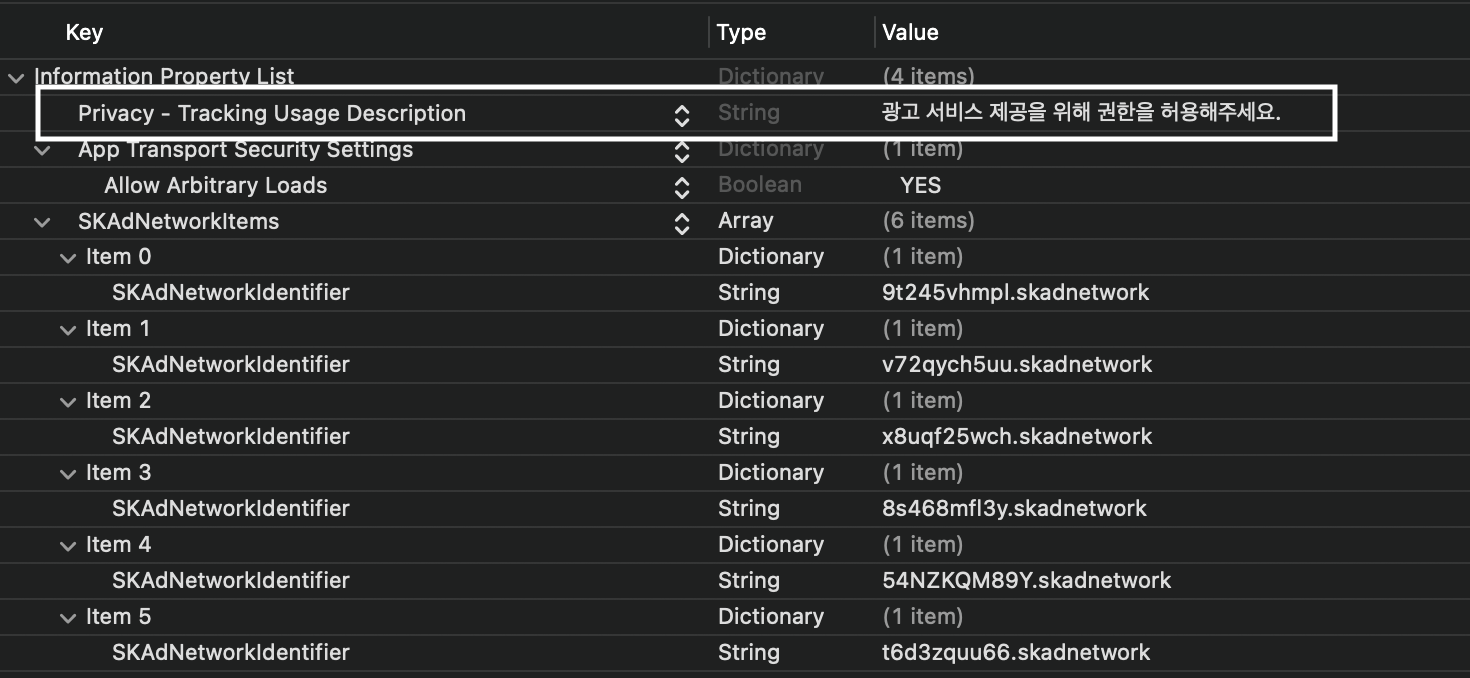 Key Type Value
Information Property List Dictionary (4 items)
Privacy - Tracking Usage Description String 광고 서비스 제공을 위해 권한을 허용해주세요.
App Transport Security Settings Dictionary (1 item)
Allow Arbitrary Loads Boolean YES
SKAdNetworkItems Array (6 items)
Item 0 Dictionary (1 item)
SKAdNetworkIdentifier String 9t245vhmpl.skadnetwork
Item 1 Dictionary (1 item)
SKAdNetworkIdentifier String v72qych5uu.skadnetwork
Item 2 Dictionary (1 item)
SKAdNetworkIdentifier String x8uqf25wch.skadnetwork
Item 3 Dictionary (1 item)
SKAdNetworkIdentifier String 8s468mfl3y.skadnetwork
Item 4 Dictionary (1 item)
SKAdNetworkIdentifier String 54NZKQM89Y.skadnetwork
Item 5 Dictionary (1 item)
SKAdNetworkIdentifier String t6d3zquu66.skadnetwork